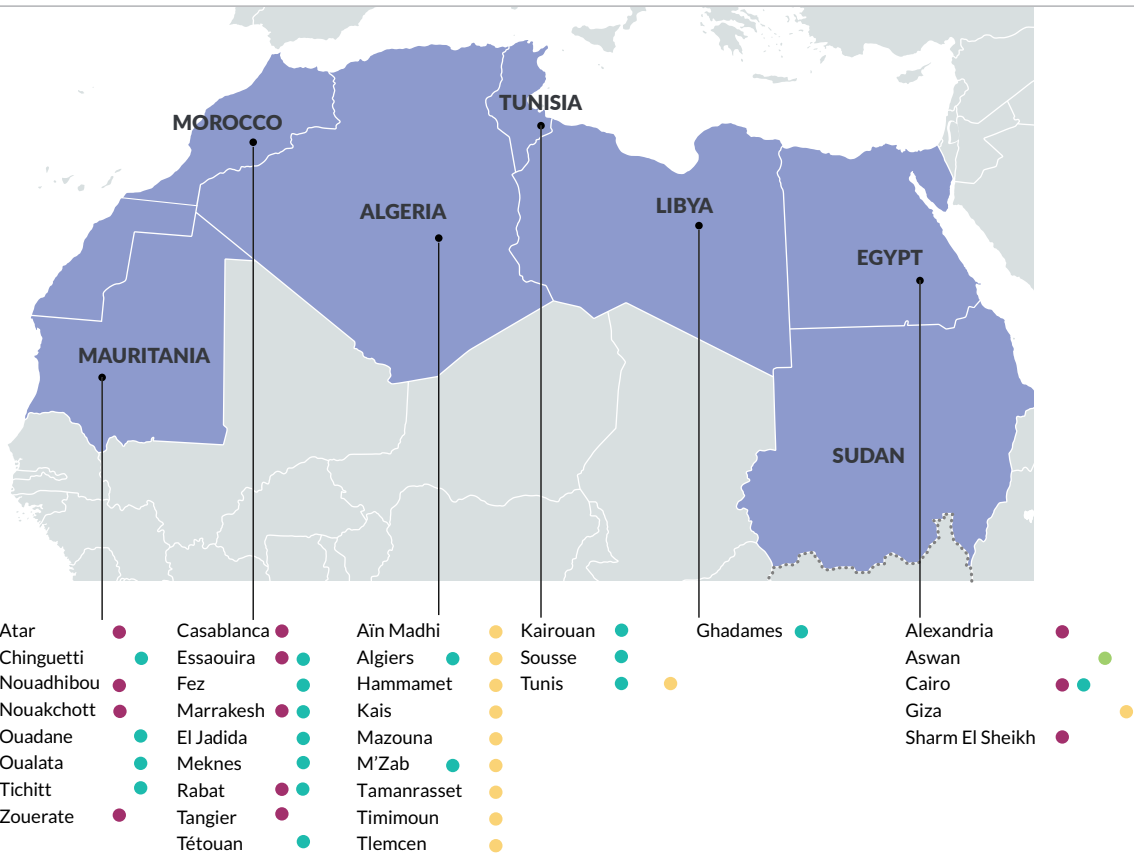 TUNISIA
MOROCCO
LIBYA
ALGERIA
EGYPT
MAURITANIA
SUDAN
Atar
Chinguetti
Nouadhibou
Nouakchott
Ouadane
Oualata
Tichitt
Zouerate
Casablanca
Essaouira
Fez
Marrakesh
El Jadida
Meknes
Rabat
Tangier
Tétouan
Aïn Madhi
Algiers
Hammamet
Kais
Mazouna
M'Zab
Tamanrasset
Timimoun
Tlemcen
Kairouan
Sousse
Tunis
Ghadames
Alexandria
Aswan
Cairo
Giza
Sharm El Sheikh